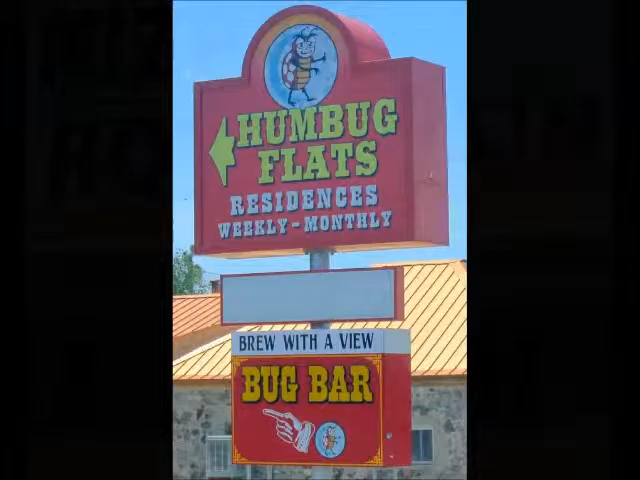 HUMBUG
FLATS
RESIDENCES
WEEKLY - MONTHLY
BREW WITH A VIEW
BUG BAR